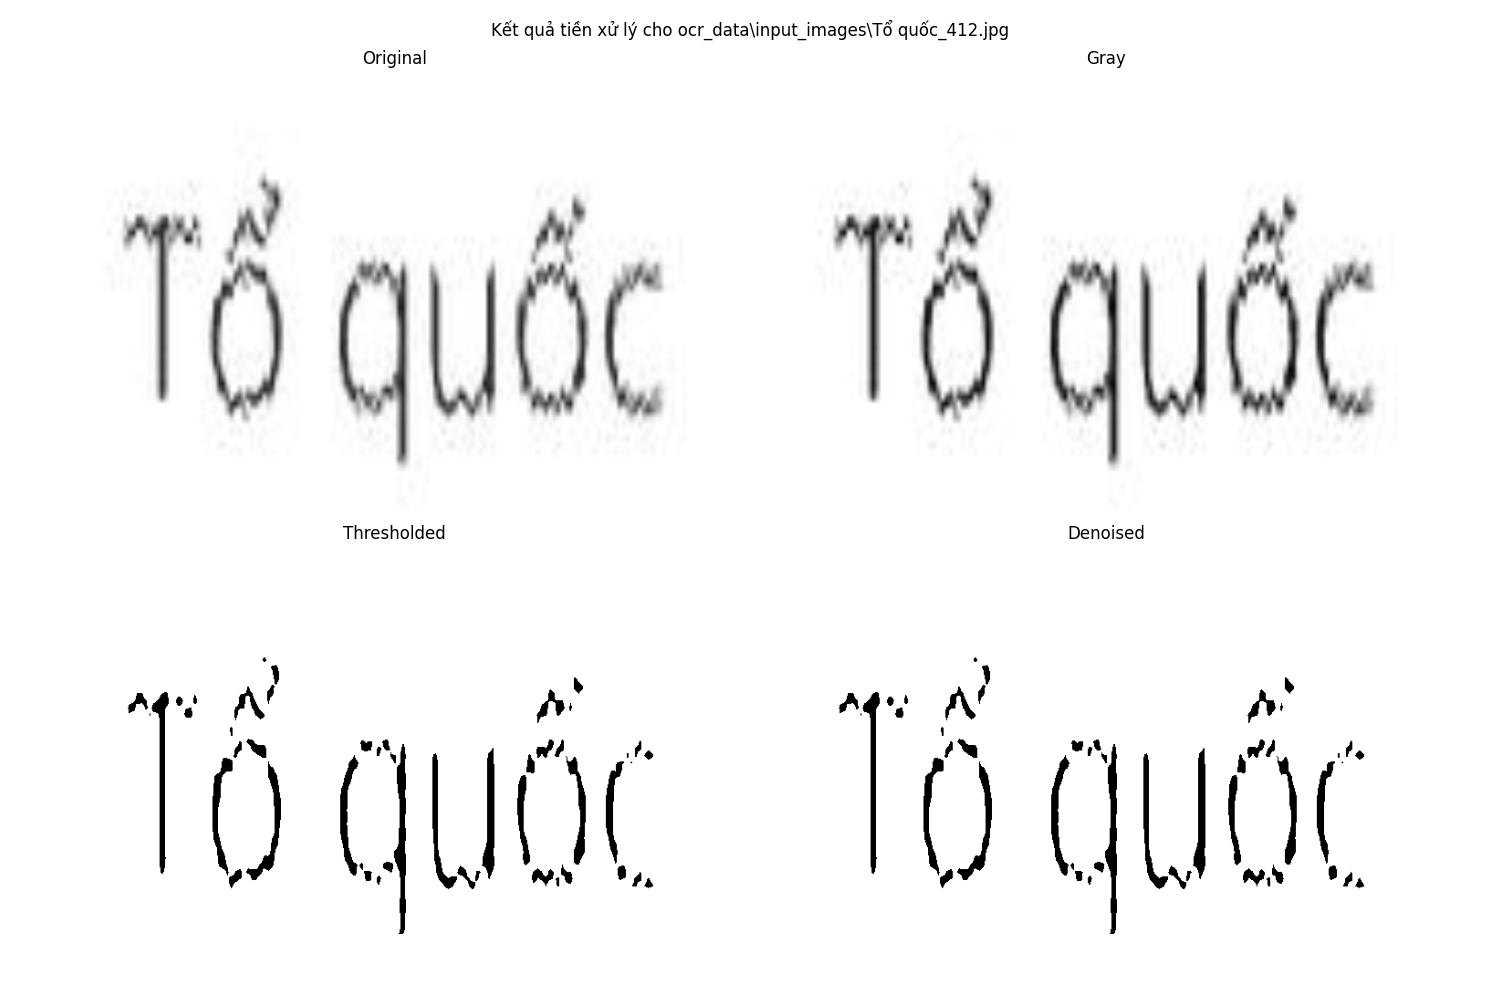 Kết quả tiền xử lý cho ocr_data\input_images\Tổ quốc_412.jpg
Original
Gray
Tổ quốc
Tổ quốc
Thresholded
Denoised
Tổ quốc
Tổ quốc